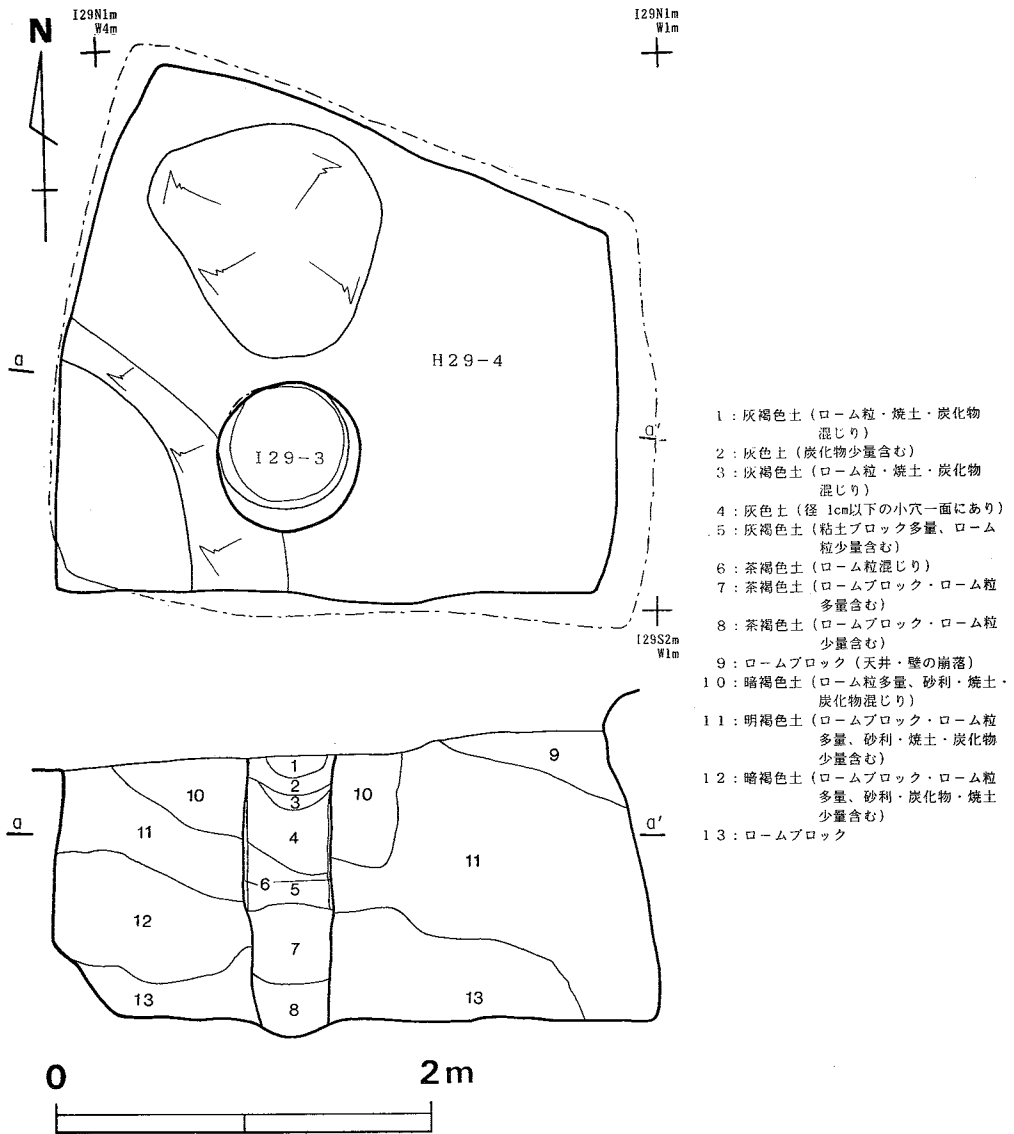 I29N1m
W4m
I29N1m
W1m
N
a
H29-4
a'
I29-3
I29S2m
W1m
1：灰褐色土（ローム粒・焼土・炭化物
混じり）
2：灰色土（炭化物少量含む）
3：灰褐色土（ローム粒・焼土・炭化物
混じり）
4：灰色土（径 1cm以下の小穴一面にあり）
5：灰褐色土（粘土ブロック多量、ローム
粒少量含む）
6：茶褐色土（ローム粒混じり）
7：茶褐色土（ロームブロック・ローム粒
多量含む）
8：茶褐色土（ロームブロック・ローム粒
少量含む）
9：ロームブロック（天井・壁の崩落）
10：暗褐色土（ローム粒多量、砂利・焼土・
炭化物混じり）
11：明褐色土（ロームブロック・ローム粒
多量、砂利・焼土・炭化物
少量含む）
12：暗褐色土（ロームブロック・ローム粒
多量、砂利・炭化物・焼土
少量含む）
13：ロームブロック
1
9
2
10
3
10
11
4
a
a'
11
6
5
12
7
13
8
13
0
2m